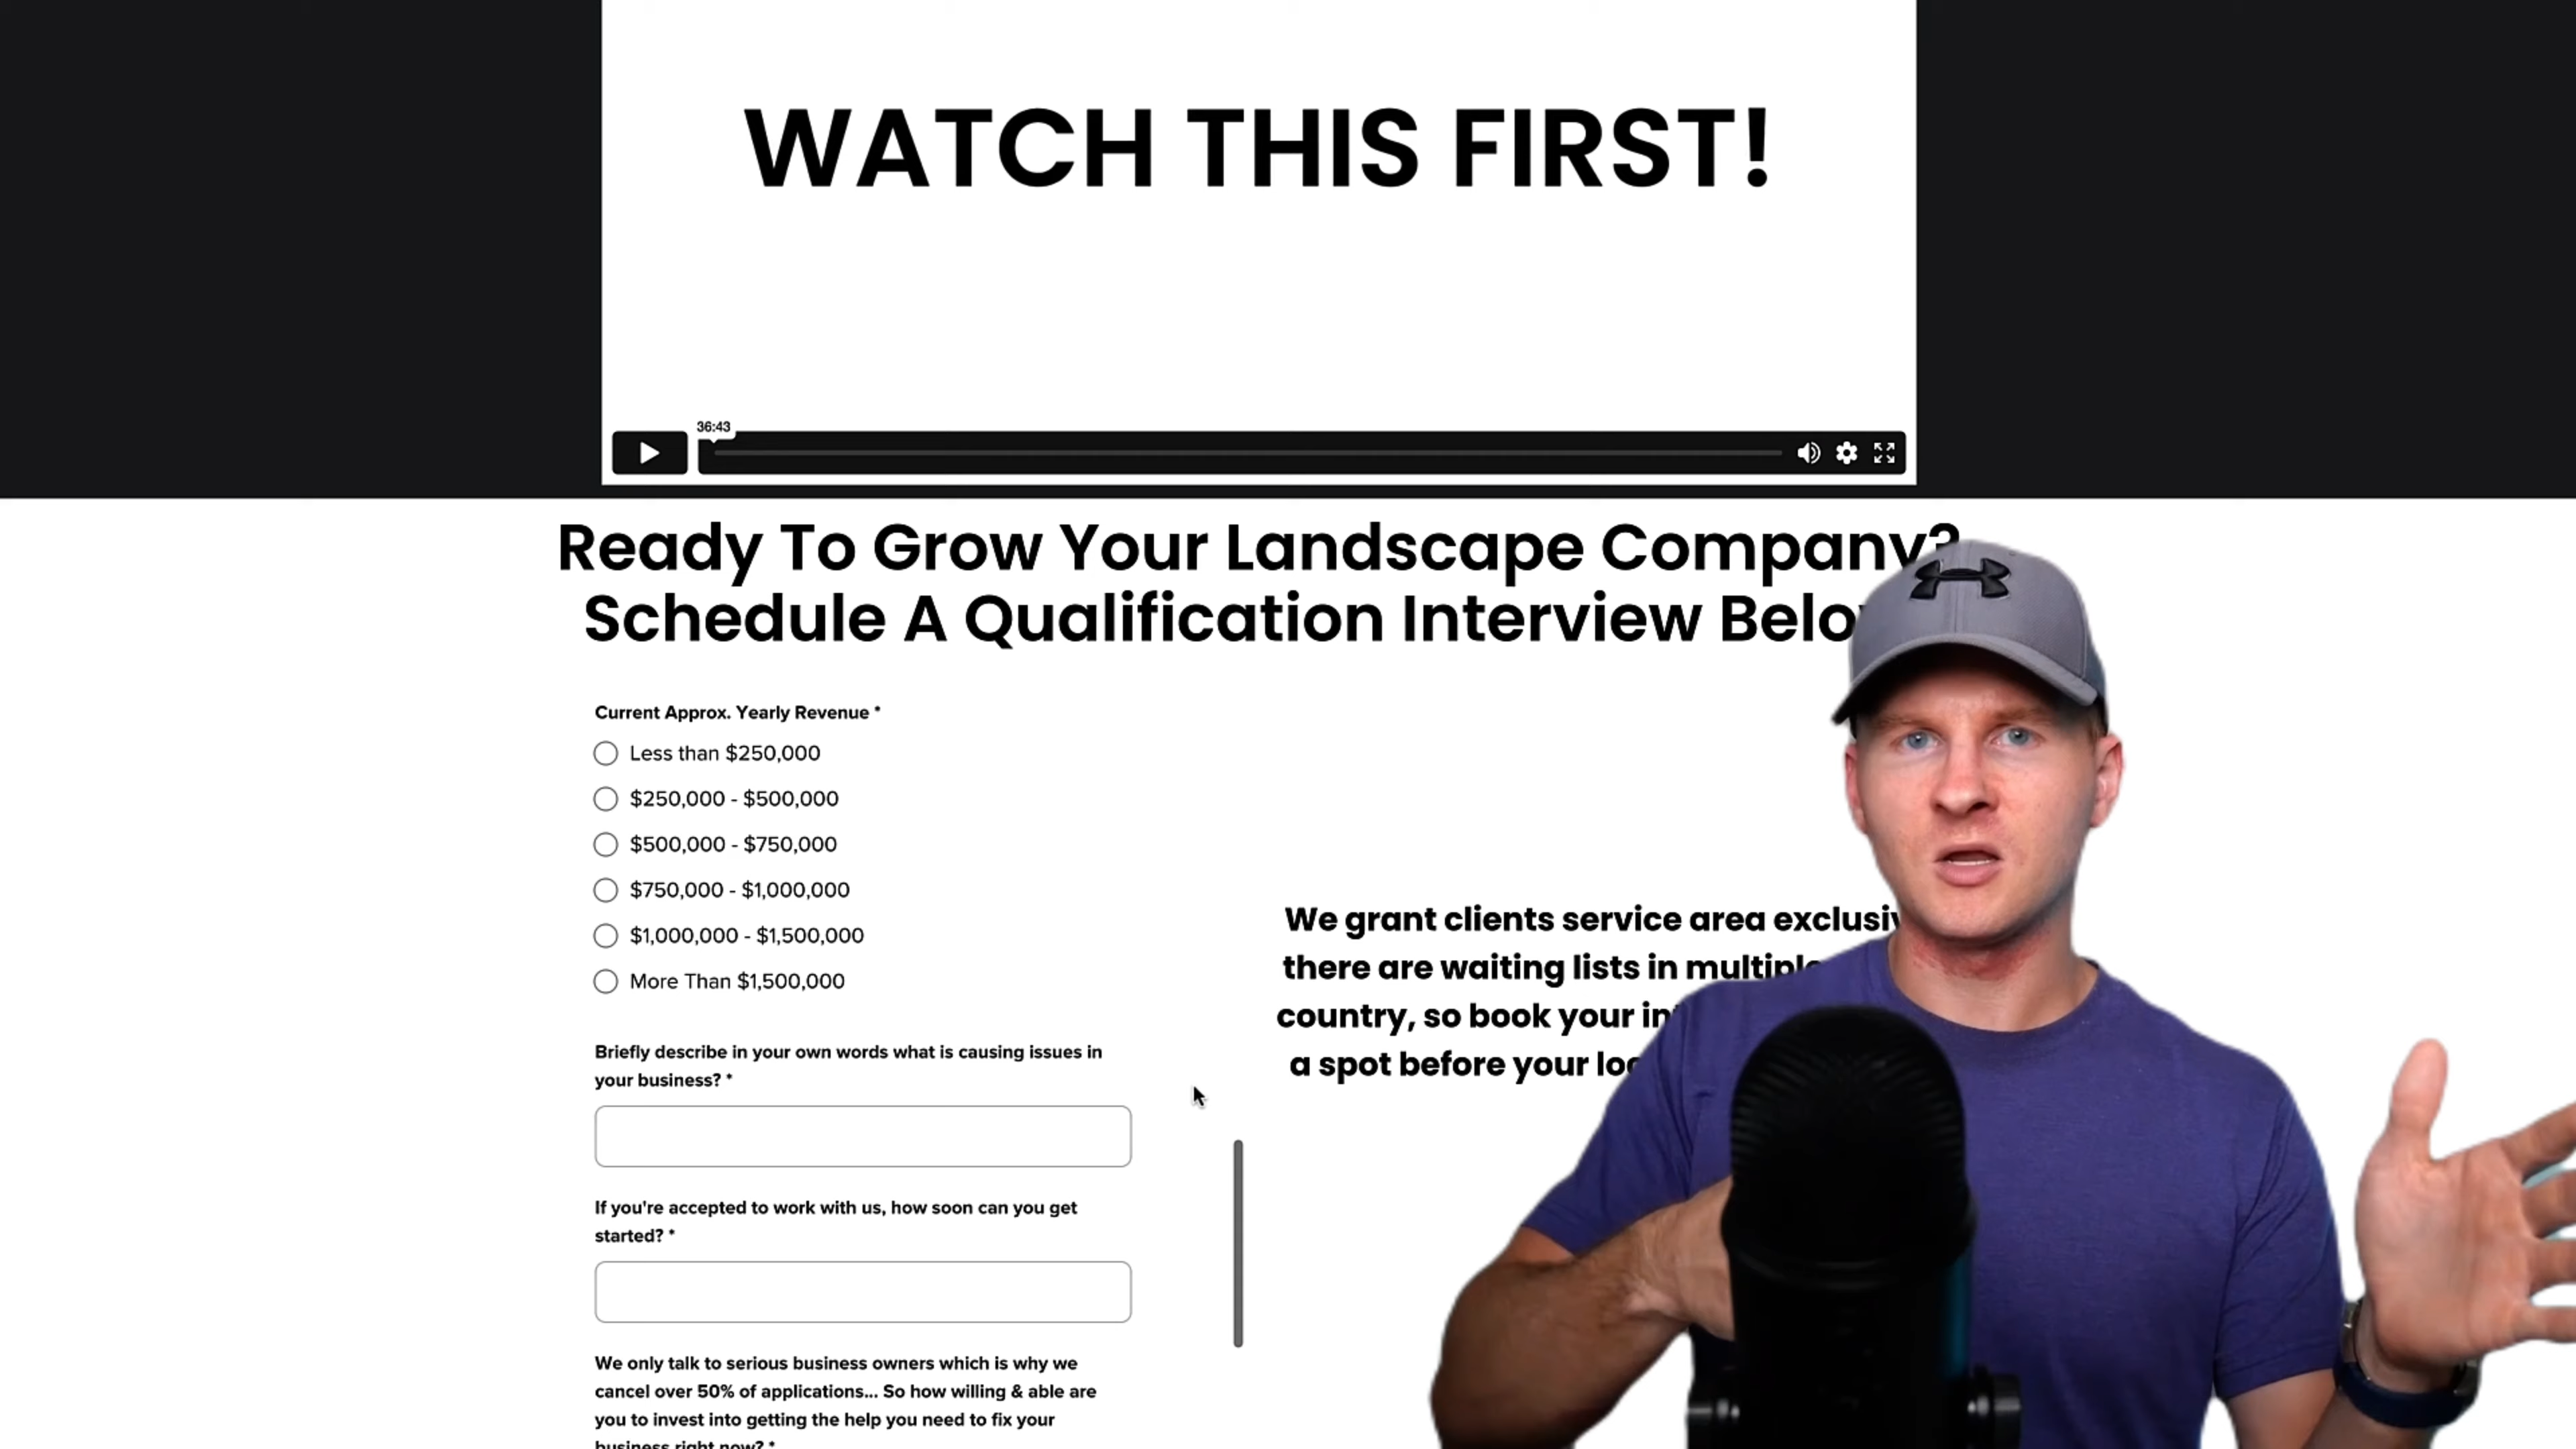 WATCH THIS FIRST!
36:43
Ready To Grow Your Landscape Company?
Schedule A Qualification Interview
Current Approx. Yearly Revenue *
Less than $250,000
$250,000 - $500,000
$500,000 - $750,000
$750,000 - $1,000,000
$1,000,000 - $1,500,000
More Than $1,500,000
We grant clients service area
there are waiting lists in
country, so book your
a spot before your
Briefly describe in your own words what is causing issues in
your business? *
If you're accepted to work with us, how soon can you get
started? *
We only talk to serious business owners which is why we
cancel over 50% of applications... So how willing & able are
you to invest into getting the help you need to fix your
business right now? *